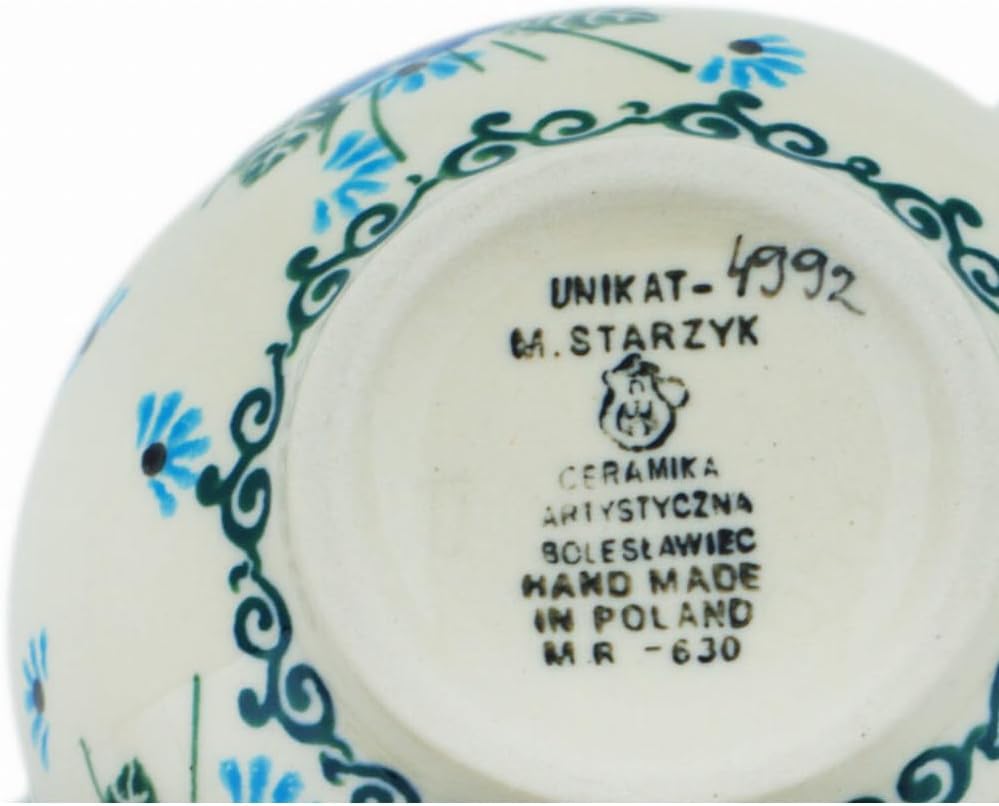 UNIKAT- 4992
M. STARZYK
CERAMIKA
ARTYSTYCZNA
BOLESŁAWIEC
HAND MADE
IN POLAND
M R -630